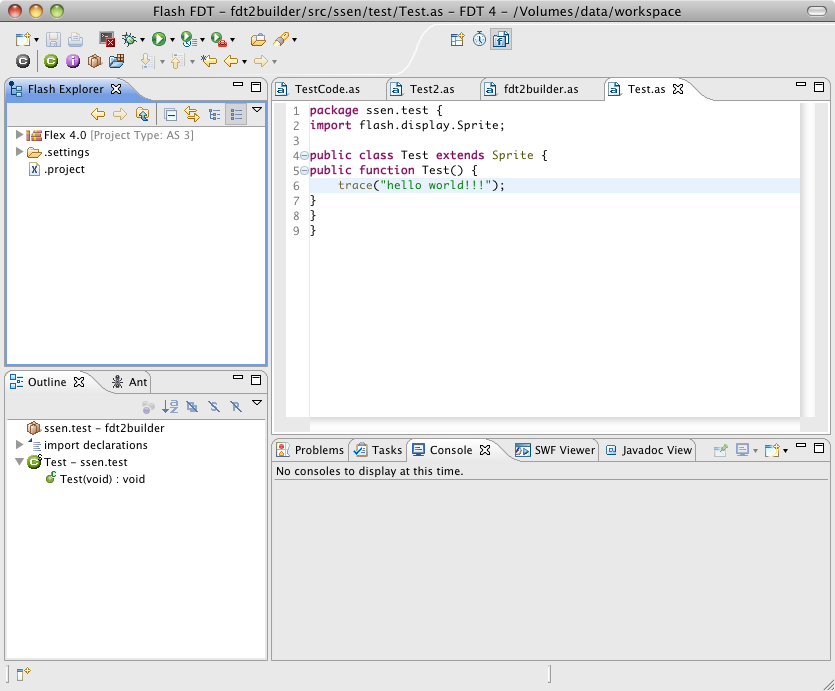 Flash FDT – fdt2builder/src/ssen/test/Test.as – FDT 4 – /Volumes/data/workspace
Flash Explorer
Flex 4.0 [Project Type: AS 3]
.settings
.project
TestCode.as Test2.as fdt2builder.as Test.as
1 package ssen.test {
2 import flash.display.Sprite;
3
4 public class Test extends Sprite {
5 public function Test() {
6 trace("hello world!!!");
7 }
8 }
9 }
Outline Ant
ssen.test – fdt2builder
import declarations
Test – ssen.test
Test(void) : void
Problems Tasks Console SWF Viewer Javadoc View
No consoles to display at this time.